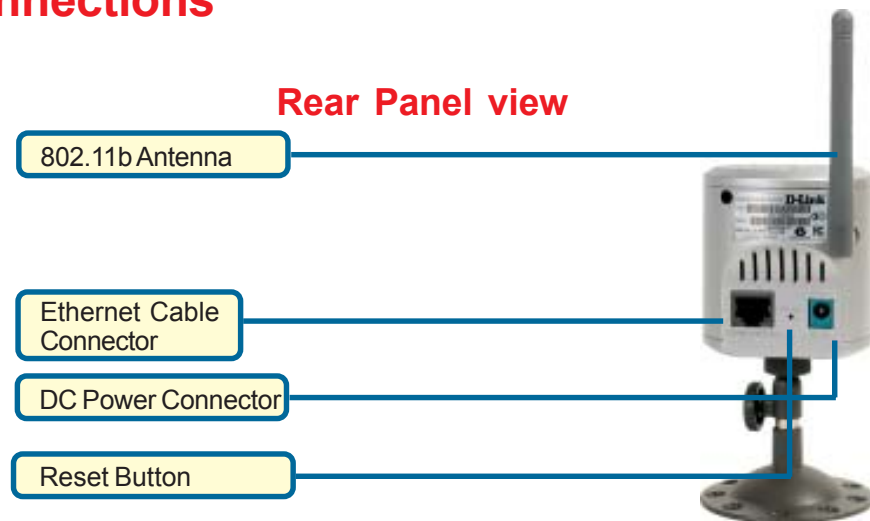 nnections
Rear Panel view
802.11b Antenna
D-Link
Ethernet Cable
Connector
DC Power Connector
Reset Button